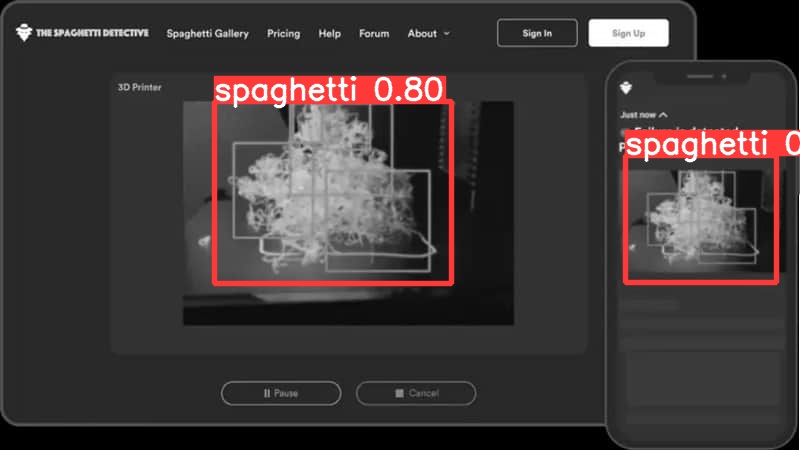 THE SPAGHETTI DETECTIVE Spaghetti Gallery Pricing Help Forum About Sign In Sign Up
3D Printer
spaghetti 0.80
Pause Cancel
Just now
spaghetti 0